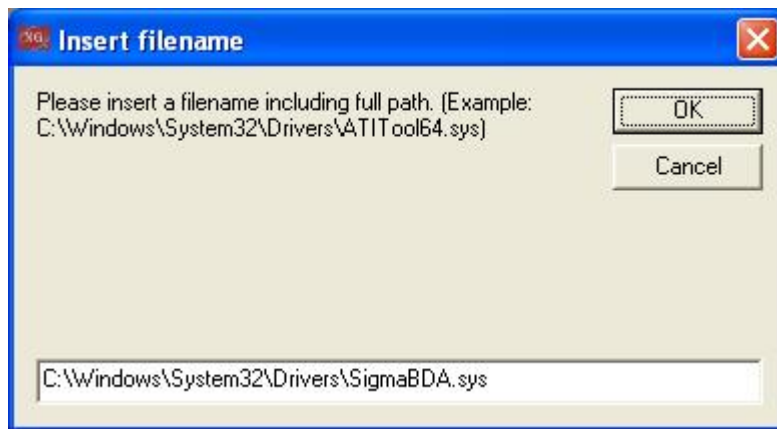 Insert filename
Please insert a filename including full path. (Example:
C:\Windows\System32\Drivers\ATITool64.sys)
OK
Cancel
C:\Windows\System32\Drivers\SigmaBDA.sys